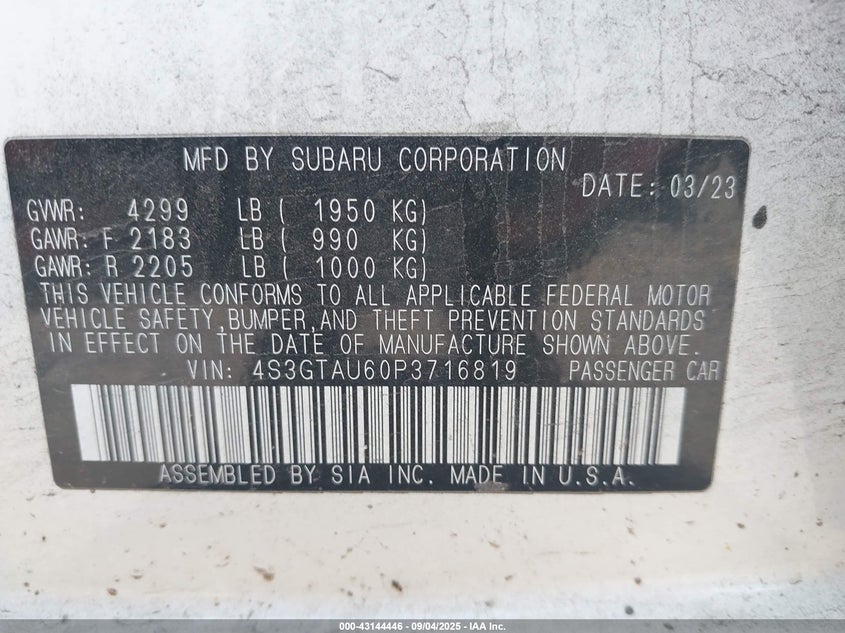 MFD BY SUBARU CORPORATION
DATE: 03/23
GVWR: 4299 LB ( 1950 KG)
GAWR: F 2183 LB ( 990 KG)
GAWR: R 2205 LB ( 1000 KG)
THIS VEHICLE CONFORMS TO ALL APPLICABLE FEDERAL MOTOR
VEHICLE SAFETY,BUMPER,AND THEFT PREVENTION STANDARDS
IN EFFECT ON THE DATE OF MANUFACTURE SHOWN ABOVE.
VIN: 4S3GTAU60P3716819 PASSENGER CAR
ASSEMBLED BY SIA INC. MADE IN U.S.A.
000-43144446 - 09/04/2025 - IAA Inc.